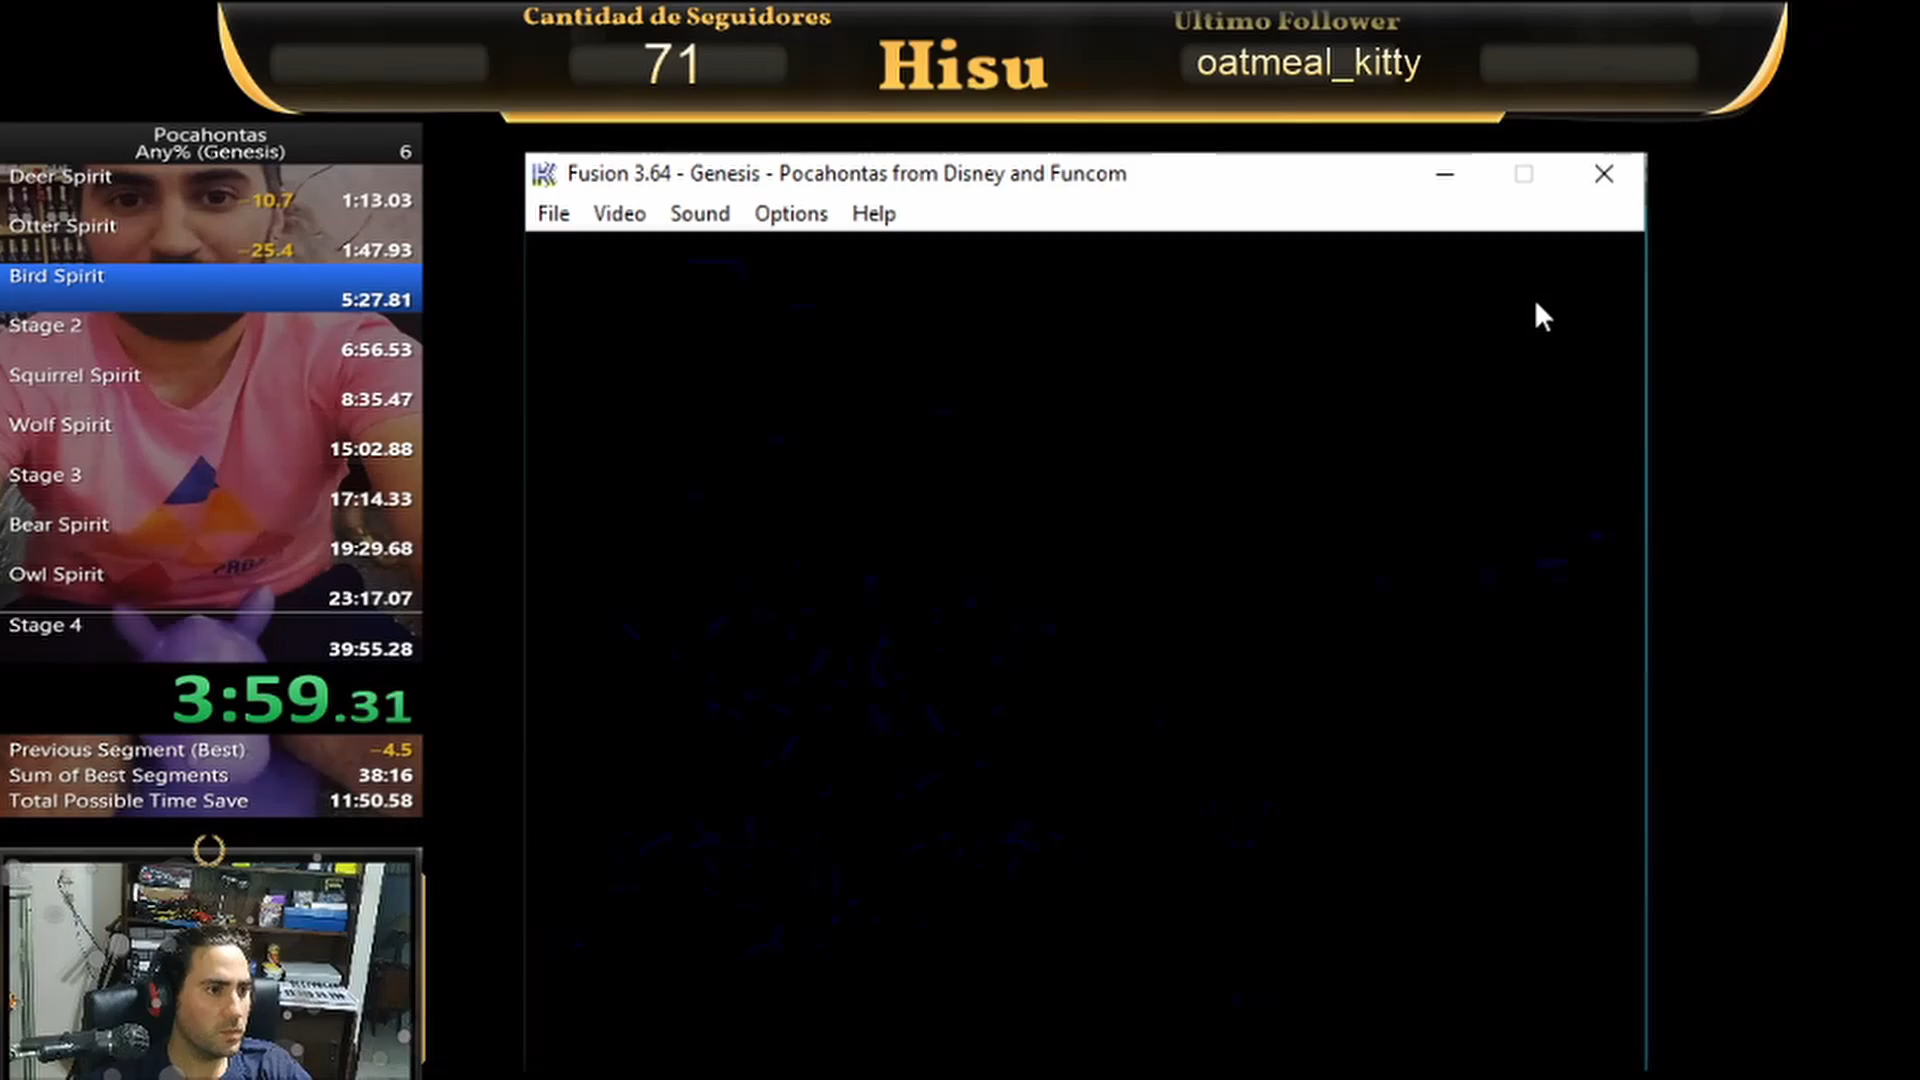 Cantidad de Seguidores
71
Hisu
Ultimo Follower
oatmeal_kitty
Pocahontas
Any% (Genesis) 6
Deer Spirit
-10.7 1:13.03
Otter Spirit
-25.4 1:47.93
Bird Spirit
5:27.81
Stage 2
6:56.53
Squirrel Spirit
8:35.47
Wolf Spirit
15:02.88
Stage 3
17:14.33
Bear Spirit
19:29.68
Owl Spirit
23:17.07
Stage 4
39:55.28
3:59.31
Previous Segment (Best) -4.5
Sum of Best Segments 38:16
Total Possible Time Save 11:50.58
Fusion 3.64 - Genesis - Pocahontas from Disney and Funcom
File Video Sound Options Help